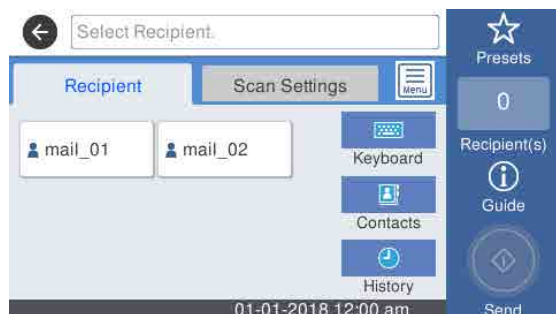 Select Recipient.
Presets
Recipient
Scan Settings
Menu
0
Recipient(s)
mail_01
mail_02
Keyboard
Guide
Contacts
History
01-01-2018 12:00 am
Send